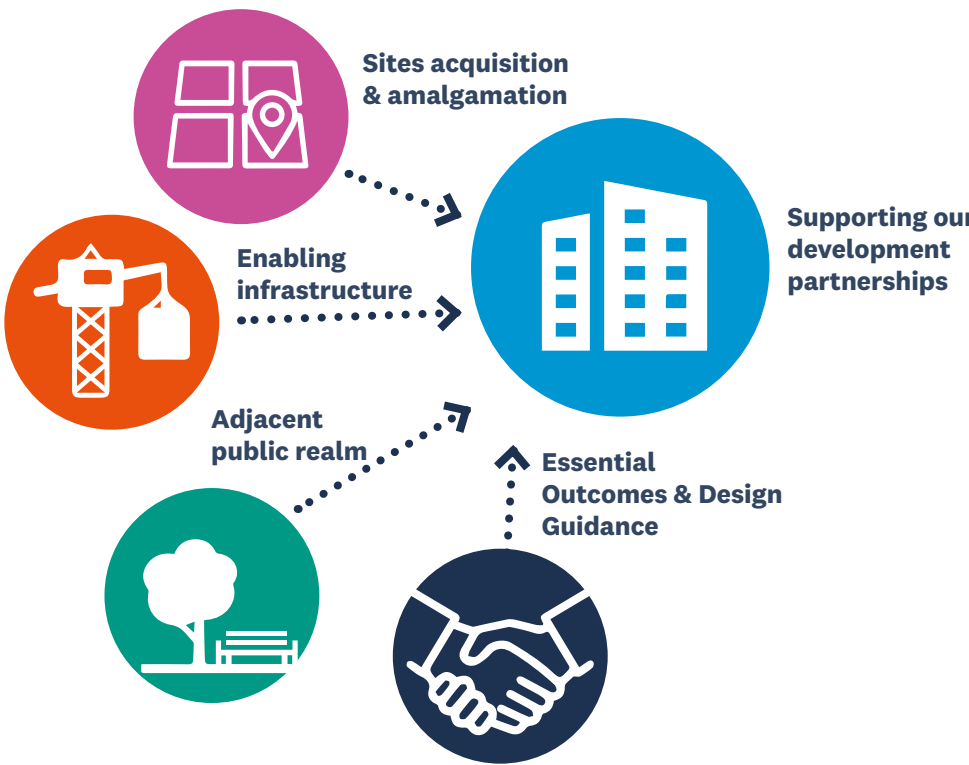 Sites acquisition
& amalgamation
Supporting our
development
partnerships
Enabling
infrastructure
Adjacent
public realm
Essential
Outcomes & Design
Guidance